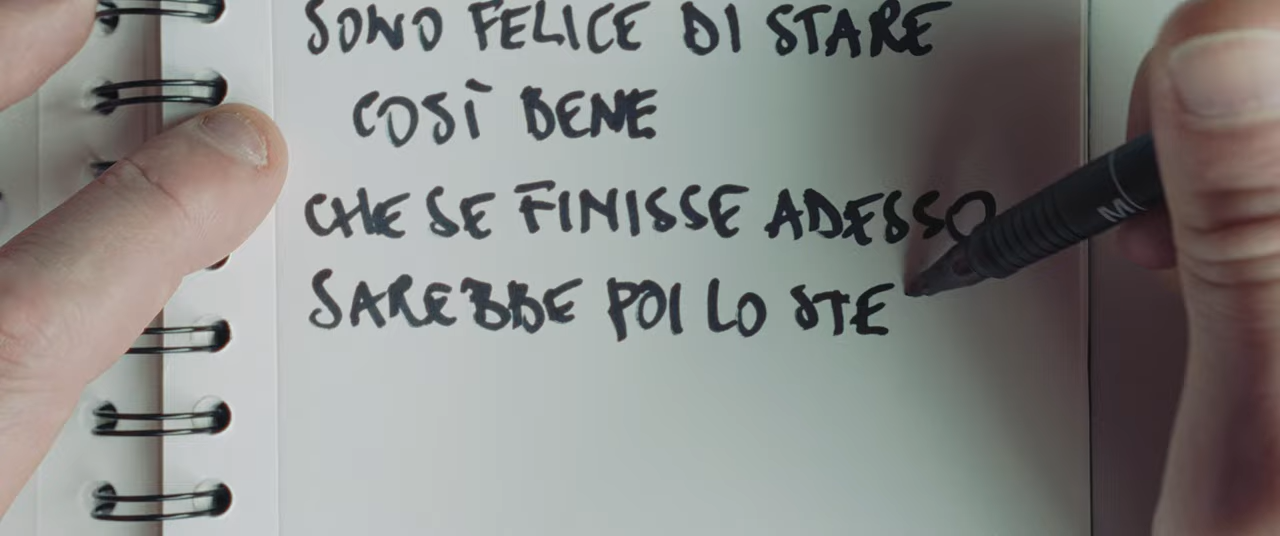 SONO FELICE DI STARE
COSÌ BENE
CHE SE FINISSE ADESSO
SAREBBE POI LO STE
M